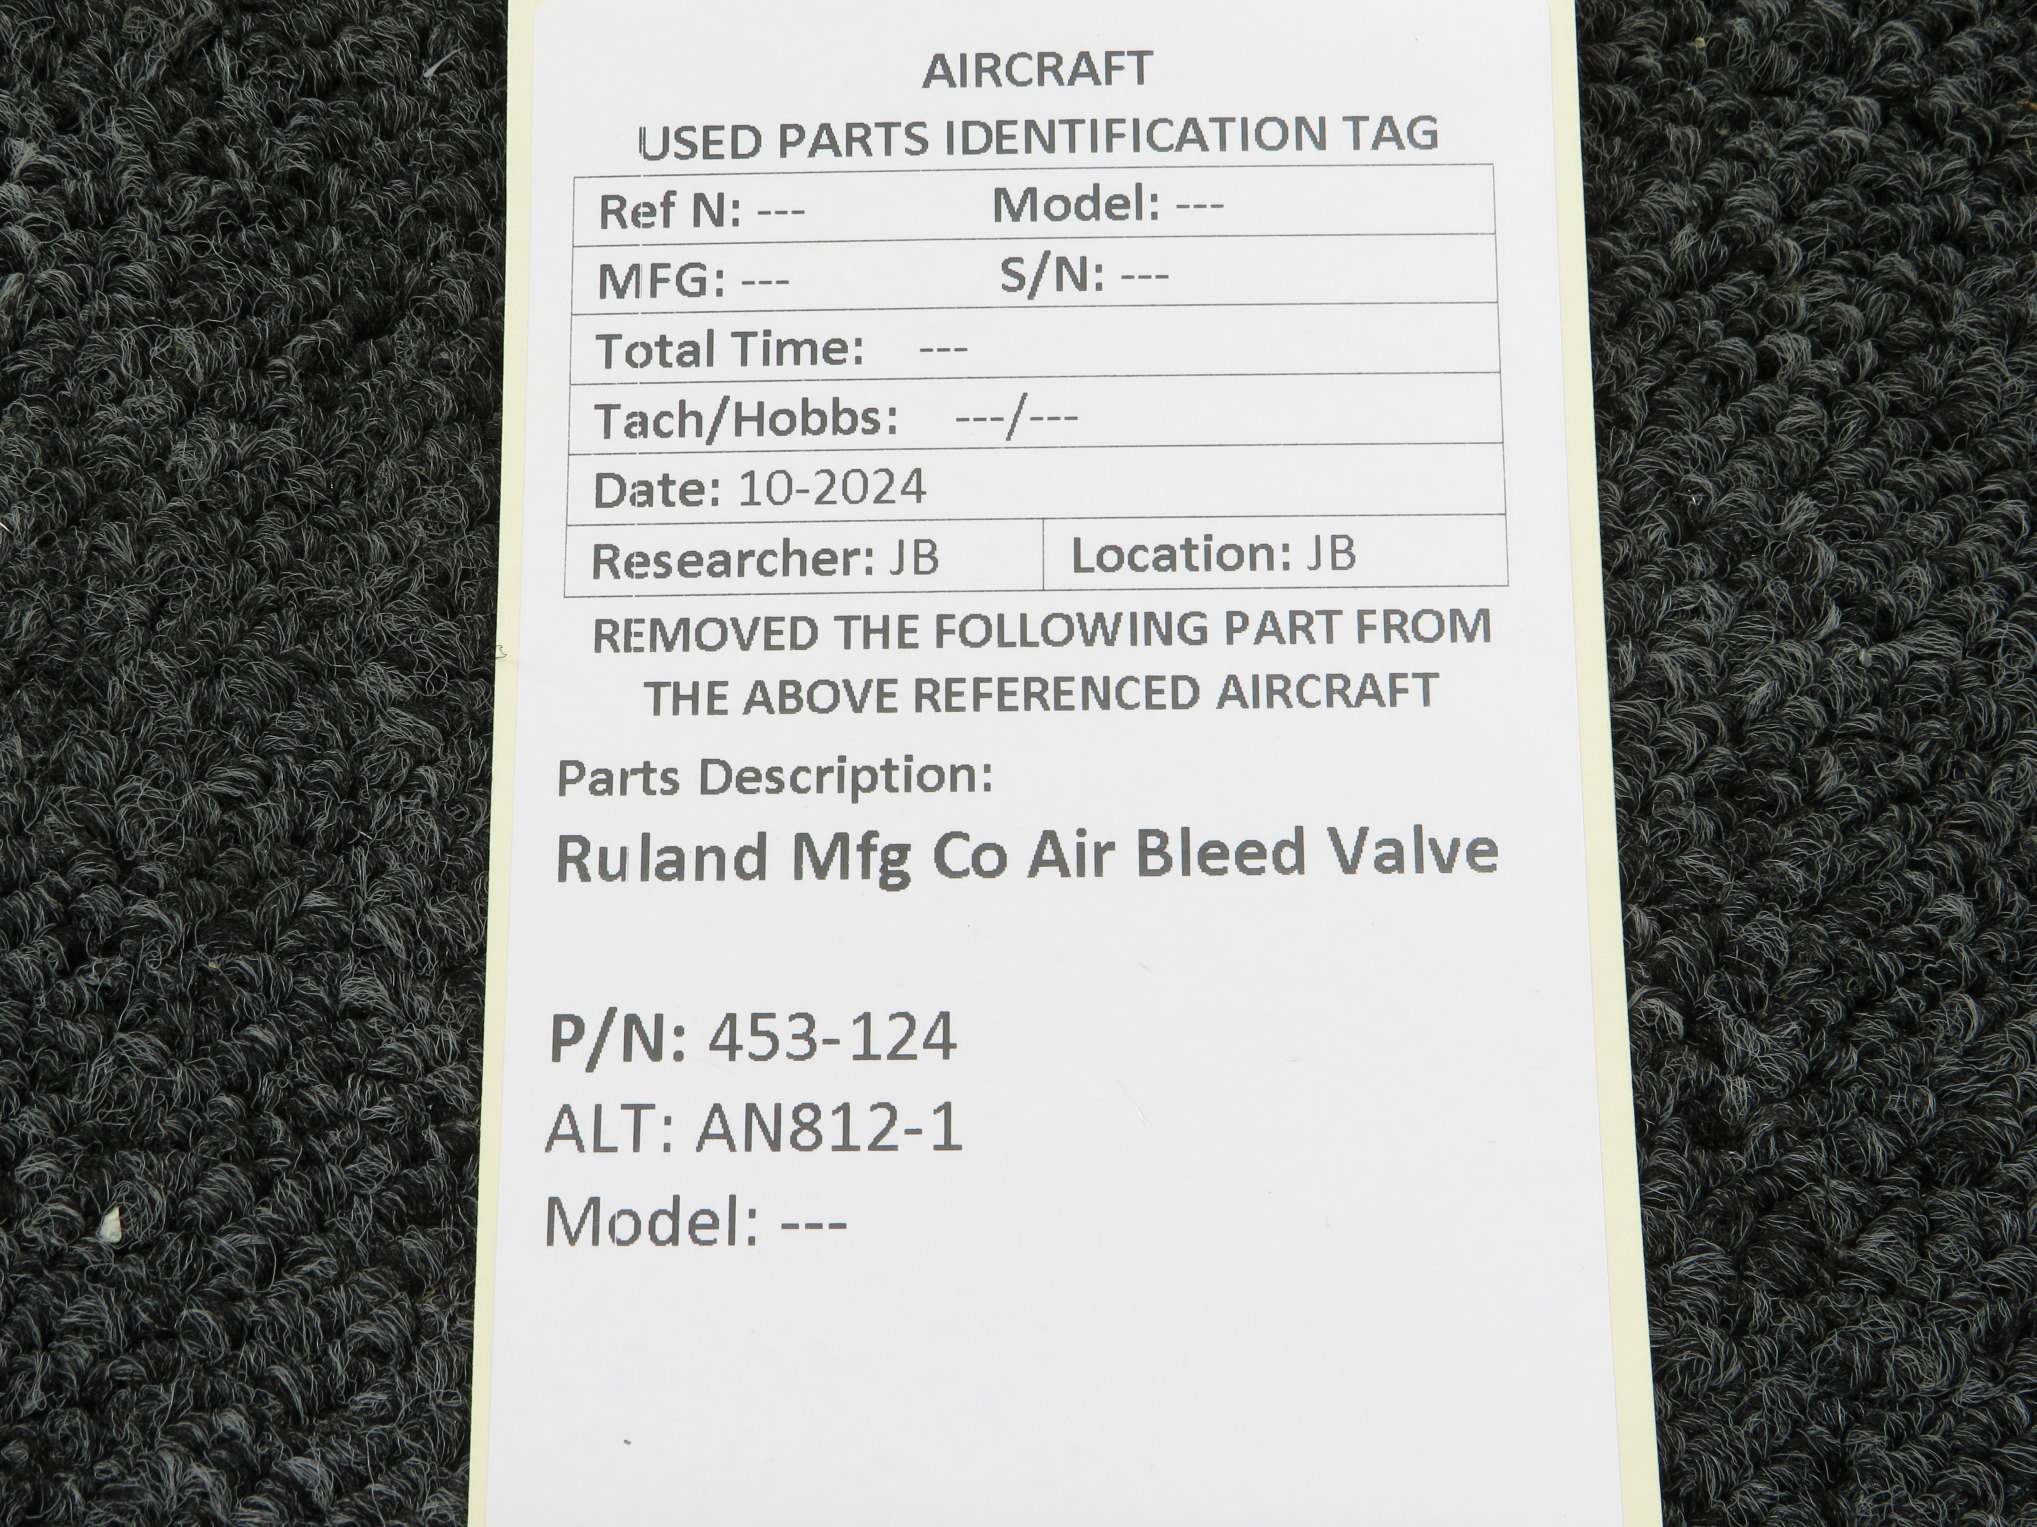 AIRCRAFT
USED PARTS IDENTIFICATION TAG
Ref N: --- Model: ---
MFG: --- S/N: ---
Total Time: ---
Tach/Hobbs: ---/---
Date: 10-2024
Researcher: JB Location: JB
REMOVED THE FOLLOWING PART FROM
THE ABOVE REFERENCED AIRCRAFT
Parts Description:
Ruland Mfg Co Air Bleed Valve
P/N: 453-124
ALT: AN812-1
Model: ---